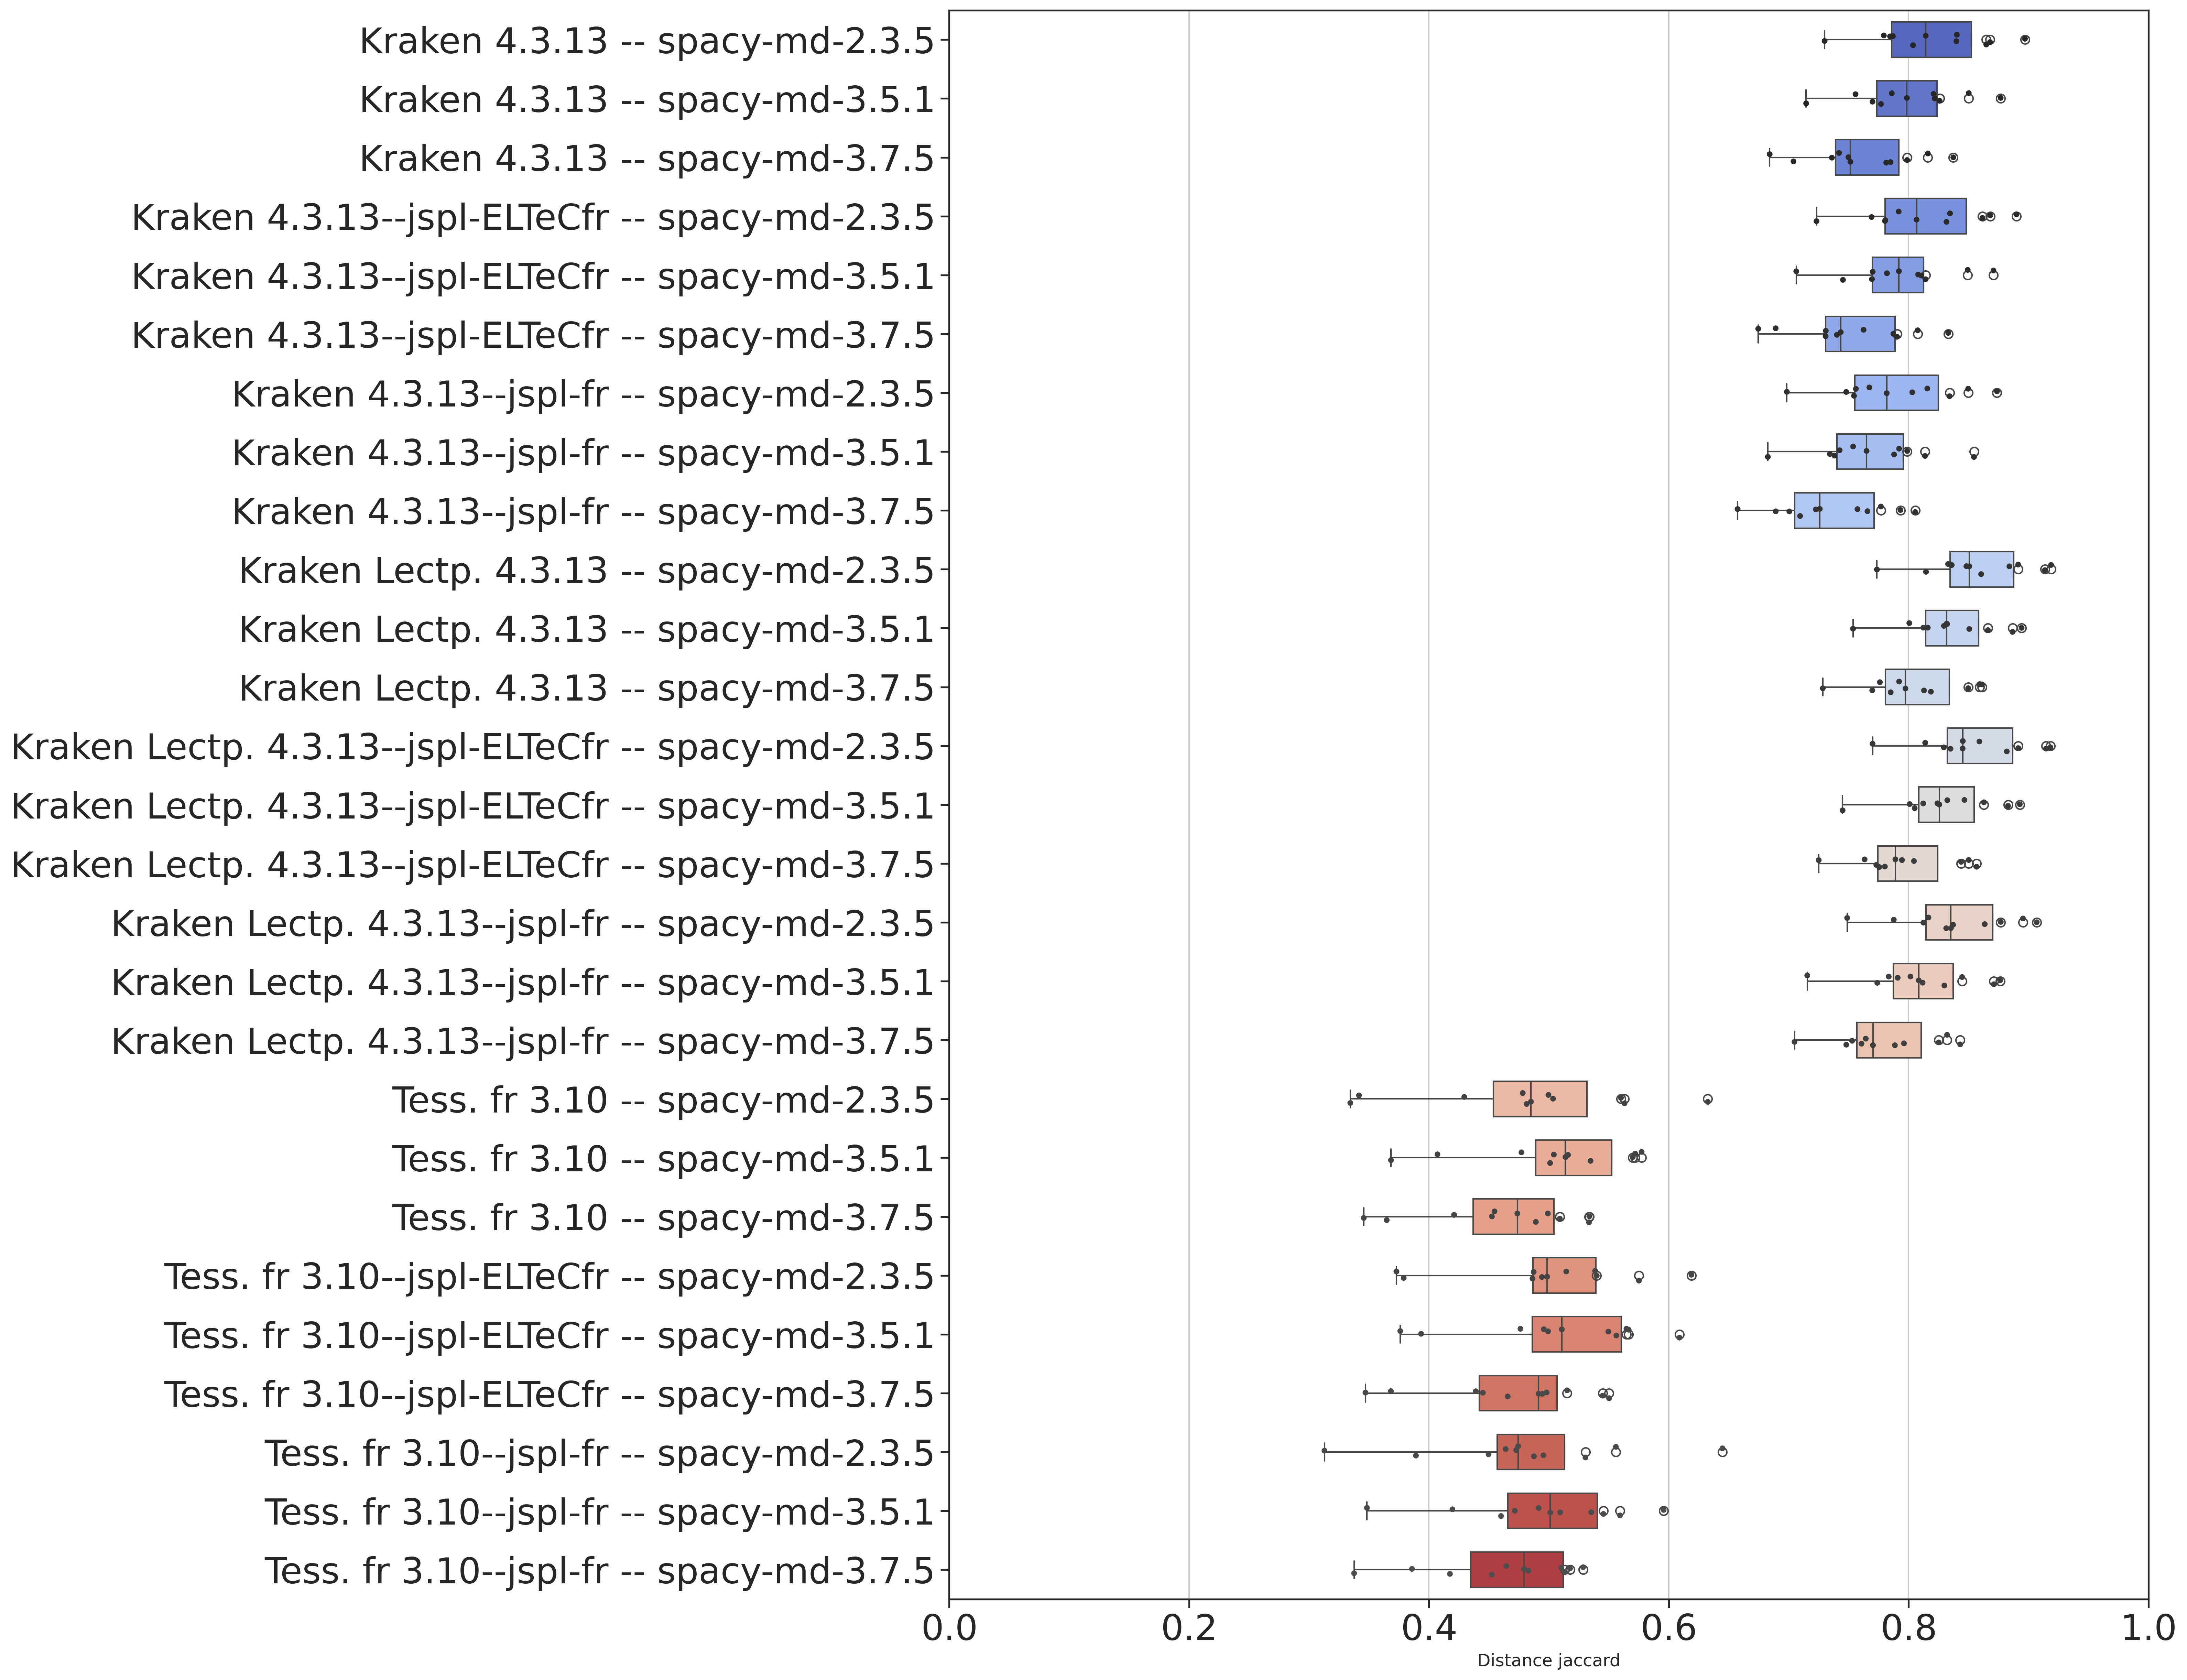 Kraken 4.3.13 -- spacy-md-2.3.5
Kraken 4.3.13 -- spacy-md-3.5.1
Kraken 4.3.13 -- spacy-md-3.7.5
Kraken 4.3.13--jspl-ELTeCfr -- spacy-md-2.3.5
Kraken 4.3.13--jspl-ELTeCfr -- spacy-md-3.5.1
Kraken 4.3.13--jspl-ELTeCfr -- spacy-md-3.7.5
Kraken 4.3.13--jspl-fr -- spacy-md-2.3.5
Kraken 4.3.13--jspl-fr -- spacy-md-3.5.1
Kraken 4.3.13--jspl-fr -- spacy-md-3.7.5
Kraken Lectp. 4.3.13 -- spacy-md-2.3.5
Kraken Lectp. 4.3.13 -- spacy-md-3.5.1
Kraken Lectp. 4.3.13 -- spacy-md-3.7.5
Kraken Lectp. 4.3.13--jspl-ELTeCfr -- spacy-md-2.3.5
Kraken Lectp. 4.3.13--jspl-ELTeCfr -- spacy-md-3.5.1
Kraken Lectp. 4.3.13--jspl-ELTeCfr -- spacy-md-3.7.5
Kraken Lectp. 4.3.13--jspl-fr -- spacy-md-2.3.5
Kraken Lectp. 4.3.13--jspl-fr -- spacy-md-3.5.1
Kraken Lectp. 4.3.13--jspl-fr -- spacy-md-3.7.5
Tess. fr 3.10 -- spacy-md-2.3.5
Tess. fr 3.10 -- spacy-md-3.5.1
Tess. fr 3.10 -- spacy-md-3.7.5
Tess. fr 3.10--jspl-ELTeCfr -- spacy-md-2.3.5
Tess. fr 3.10--jspl-ELTeCfr -- spacy-md-3.5.1
Tess. fr 3.10--jspl-ELTeCfr -- spacy-md-3.7.5
Tess. fr 3.10--jspl-fr -- spacy-md-2.3.5
Tess. fr 3.10--jspl-fr -- spacy-md-3.5.1
Tess. fr 3.10--jspl-fr -- spacy-md-3.7.5
0.0 0.2 0.4 0.6 0.8 1.0
Distance jaccard